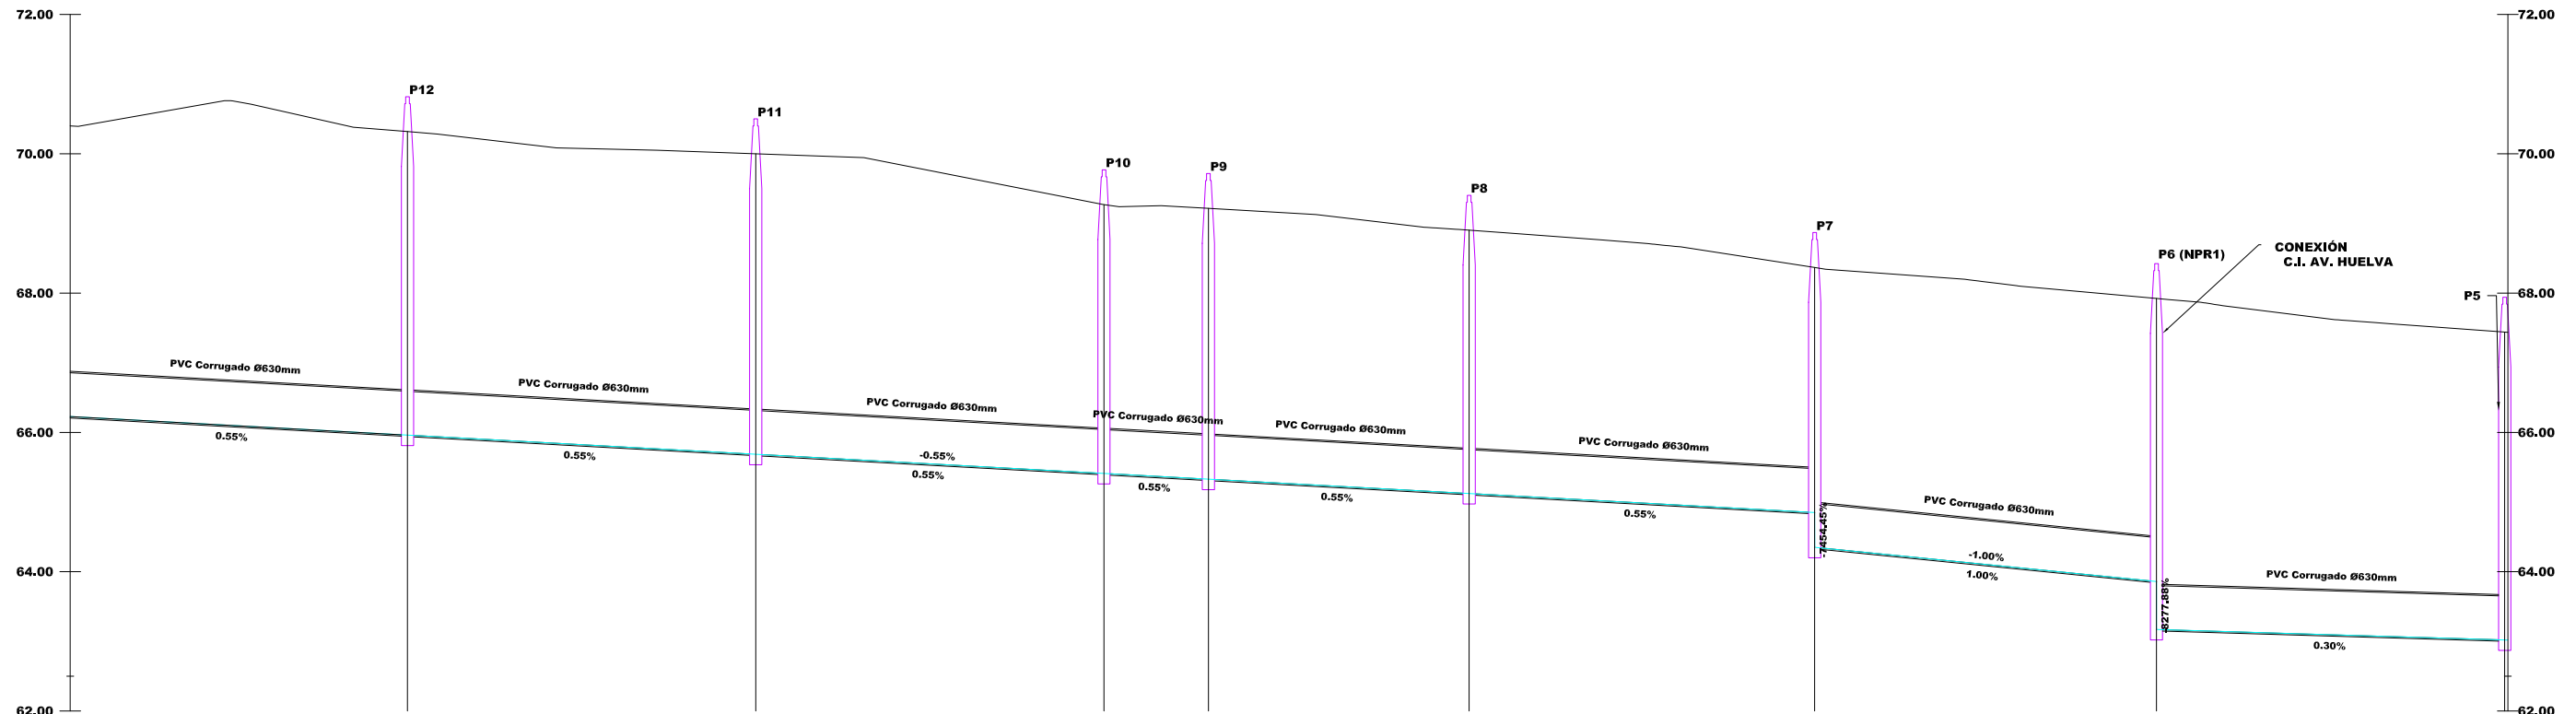 72.00
72.00
P12
P11
70.00
70.00
P10
P9
P8
P7
P6 (NPR1)
CONEXIÓN
C.I. AV. HUELVA
68.00
68.00
P5
PVC Corrugado Ø630mm
PVC Corrugado Ø630mm
PVC Corrugado Ø630mm
PVC Corrugado Ø630mm
PVC Corrugado Ø630mm
PVC Corrugado Ø630mm
66.00
66.00
0.55%
0.55%
-0.55%
0.55%
0.55%
0.55%
0.55%
-7454.45%
PVC Corrugado Ø630mm
-1.00%
1.00%
64.00
64.00
PVC Corrugado Ø630mm
-8277.88%
0.30%
62.00
62.00